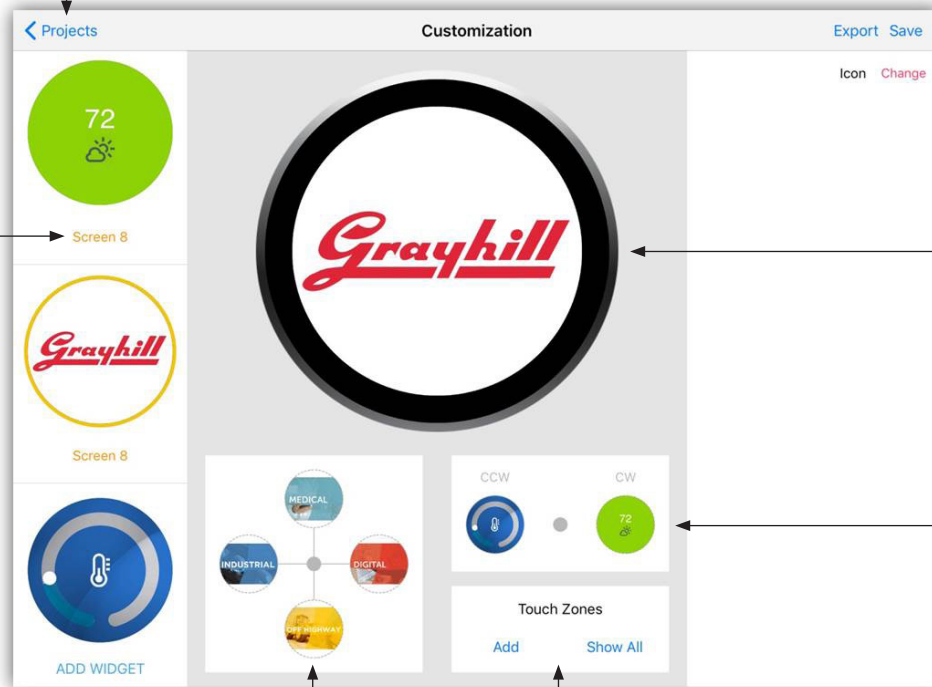 Projects
Customization
Export Save
72
Screen 8
Grayhill
Screen 8
ADD WIDGET
Grayhill
MEDICAL
INDUSTRIAL
DIGITAL
OFF HIGHWAY
CCW
CW
72
Touch Zones
Add
Show All
Icon Change